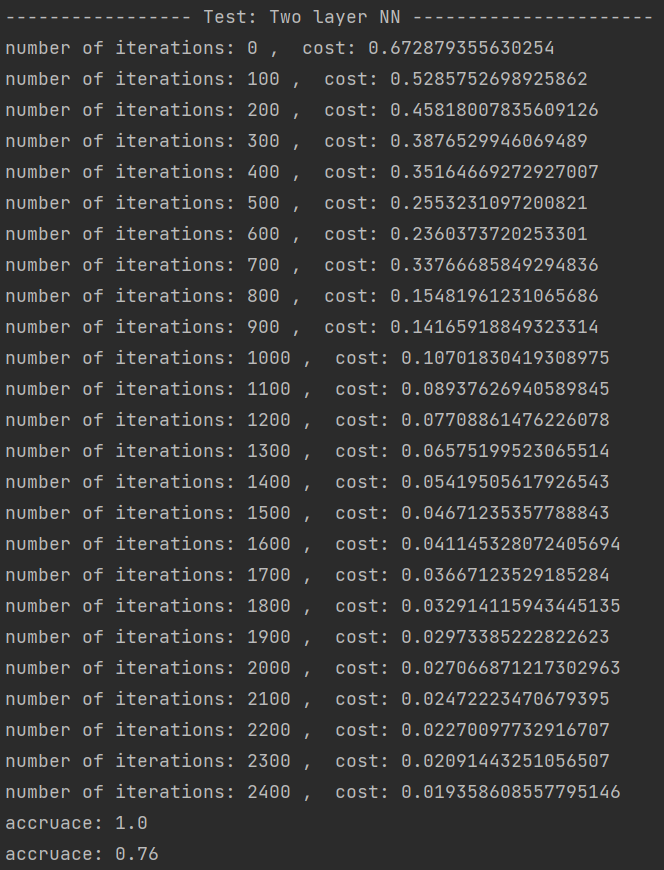 ----------------- Test: Two layer NN ----------------------
number of iterations: 0 ,  cost: 0.672879355630254
number of iterations: 100 ,  cost: 0.5285752698925862
number of iterations: 200 ,  cost: 0.45818007835609126
number of iterations: 300 ,  cost: 0.3876529946069489
number of iterations: 400 ,  cost: 0.35164669272927007
number of iterations: 500 ,  cost: 0.2553231097200821
number of iterations: 600 ,  cost: 0.2360373720253301
number of iterations: 700 ,  cost: 0.33766685849294836
number of iterations: 800 ,  cost: 0.15481961231065686
number of iterations: 900 ,  cost: 0.14165918849323314
number of iterations: 1000 ,  cost: 0.10701830419308975
number of iterations: 1100 ,  cost: 0.08937626940589845
number of iterations: 1200 ,  cost: 0.07708861476226078
number of iterations: 1300 ,  cost: 0.06575199523065514
number of iterations: 1400 ,  cost: 0.05419505617926543
number of iterations: 1500 ,  cost: 0.04671235357788843
number of iterations: 1600 ,  cost: 0.041145328072405694
number of iterations: 1700 ,  cost: 0.03667123529185284
number of iterations: 1800 ,  cost: 0.032914115943445135
number of iterations: 1900 ,  cost: 0.02973385222822623
number of iterations: 2000 ,  cost: 0.027066871217302963
number of iterations: 2100 ,  cost: 0.02472223470679395
number of iterations: 2200 ,  cost: 0.02270097732916707
number of iterations: 2300 ,  cost: 0.02091443251056507
number of iterations: 2400 ,  cost: 0.019358608557795146
accruace: 1.0
accruace: 0.76